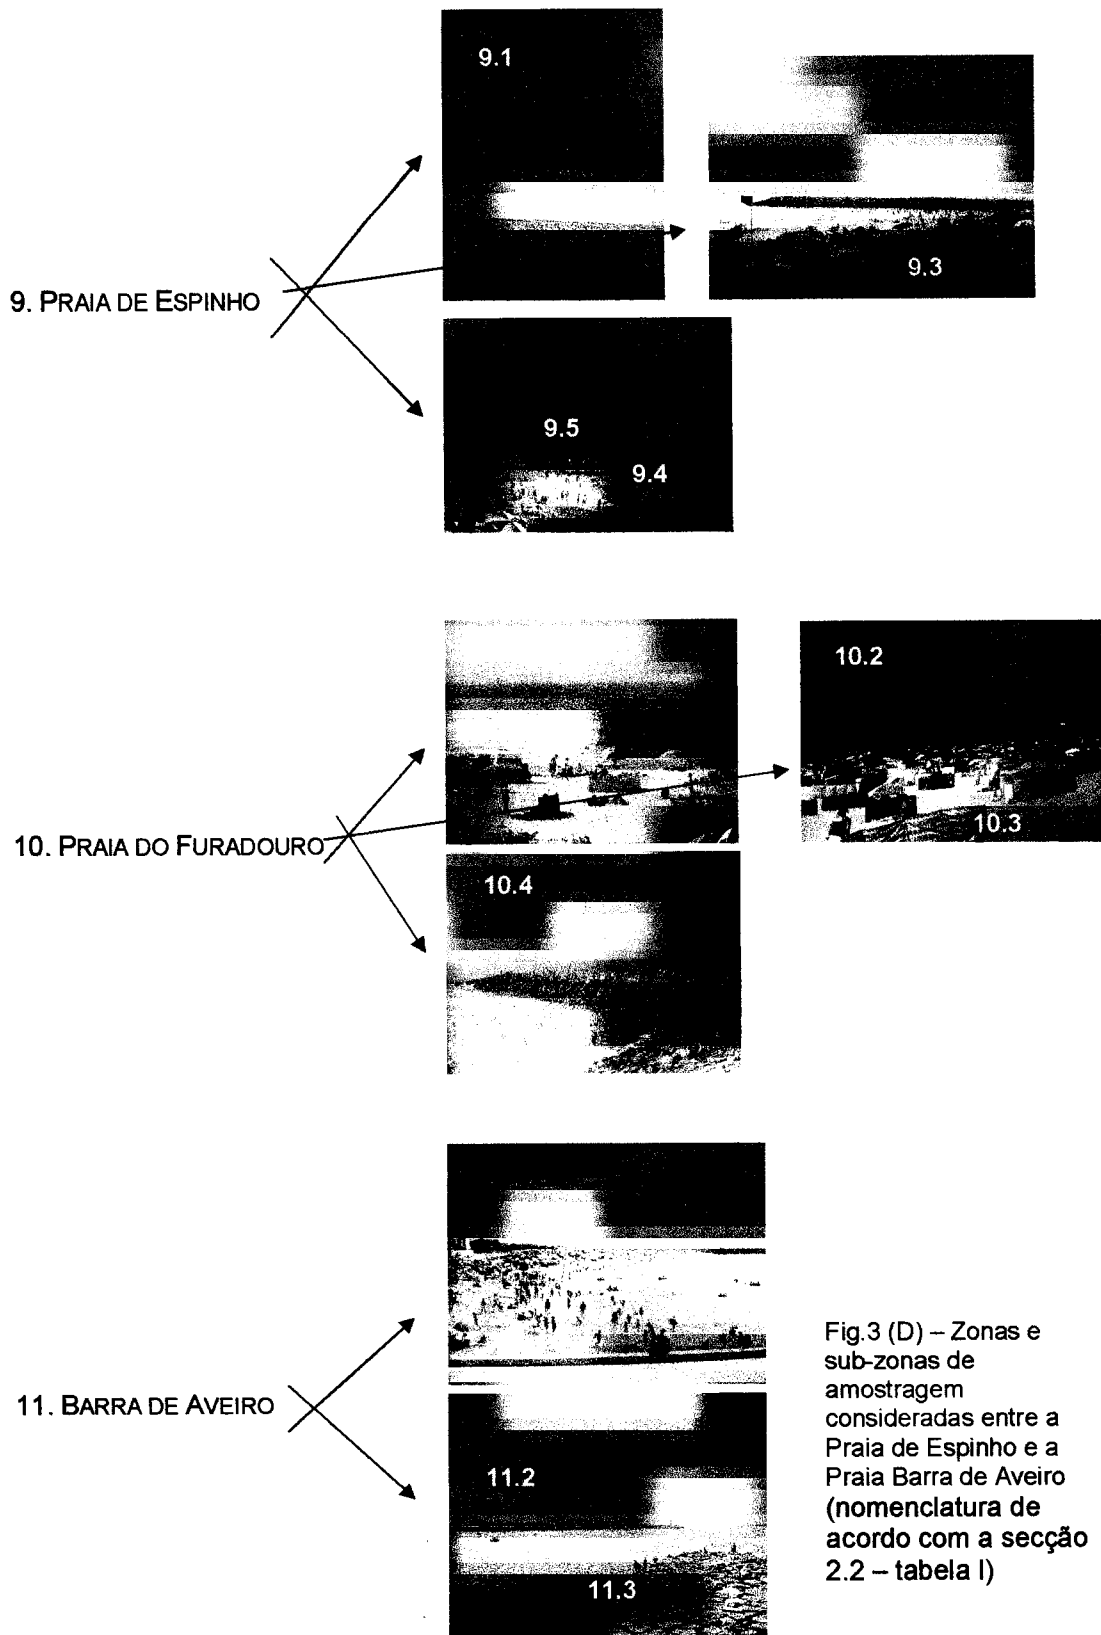 9.1
9.3
9. PRAIA DE ESPINHO
9.5
9.4
10.2
10.3
10. PRAIA DO FURADOURO
10.4
11. BARRA DE AVEIRO
11.2
11.3
Fig.3 (D) – Zonas e
sub-zonas de
amostragem
consideradas entre a
Praia de Espinho e a
Praia Barra de Aveiro
(nomenclatura de
acordo com a secção
2.2 – tabela I)